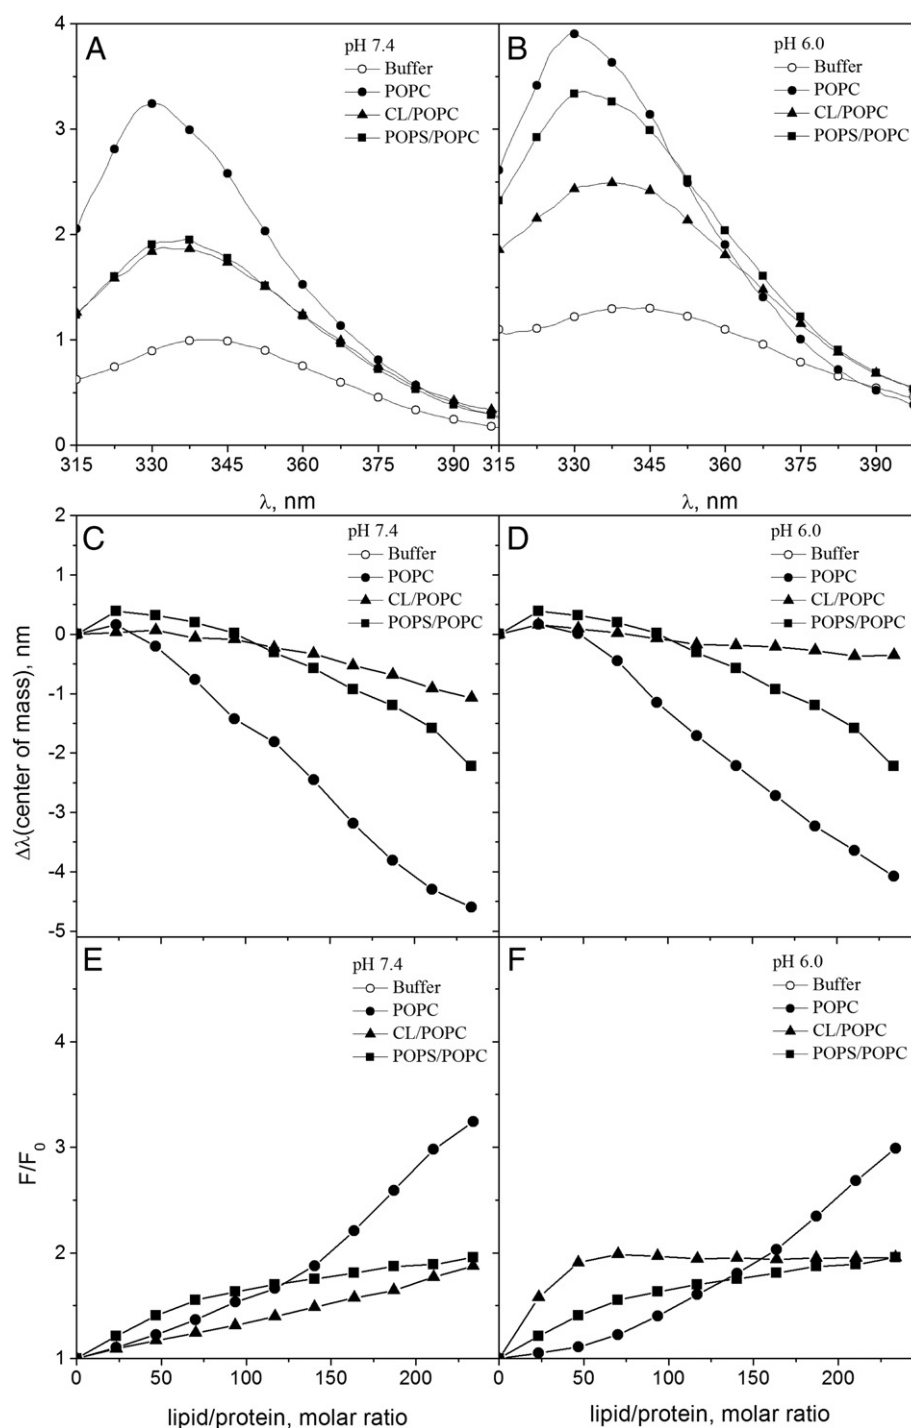 A
pH 7.4
Buffer
POPC
CL/POPC
POPS/POPC
4
3
2
1
0
315 330 345 360 375 390
λ, nm
B
pH 6.0
Buffer
POPC
CL/POPC
POPS/POPC
315 330 345 360 375 390
λ, nm
C
pH 7.4
Buffer
POPC
CL/POPC
POPS/POPC
2
1
0
-1
-2
-3
-4
-5
Δλ(center of mass), nm
D
pH 6.0
Buffer
POPC
CL/POPC
POPS/POPC
E
pH 7.4
Buffer
POPC
CL/POPC
POPS/POPC
4
3
2
1
F/F₀
0 50 100 150 200
lipid/protein, molar ratio
F
pH 6.0
Buffer
POPC
CL/POPC
POPS/POPC
0 50 100 150 200
lipid/protein, molar ratio